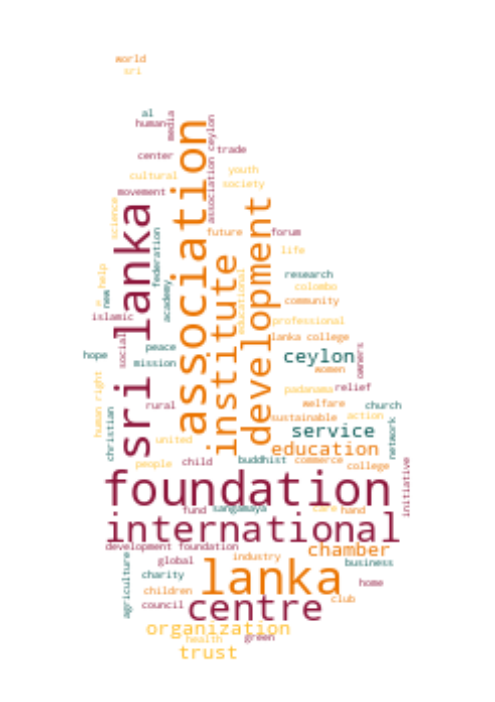 world
sri
al
human
media
association ceylon
trade
center
cultural
youth
society
movement
science
sri lanka
association
federation
future
forum
institute
development
educational
life
research
help
new
academy
colombo
community
islamic
professional
social
lanka college
owners
hope
peace
mission
ceylon
women
human right
padanama
relief
christian
rural
welfare
church
sustainable
action
network
united
service
education
people
child
buddhist
commerce
college
initiative
foundation
fund
sangamaya
care
hand
international
development foundation
chamber
global
industry
business
agriculture
charity
lanka
home
children
club
council
centre
organization
health
green
trust